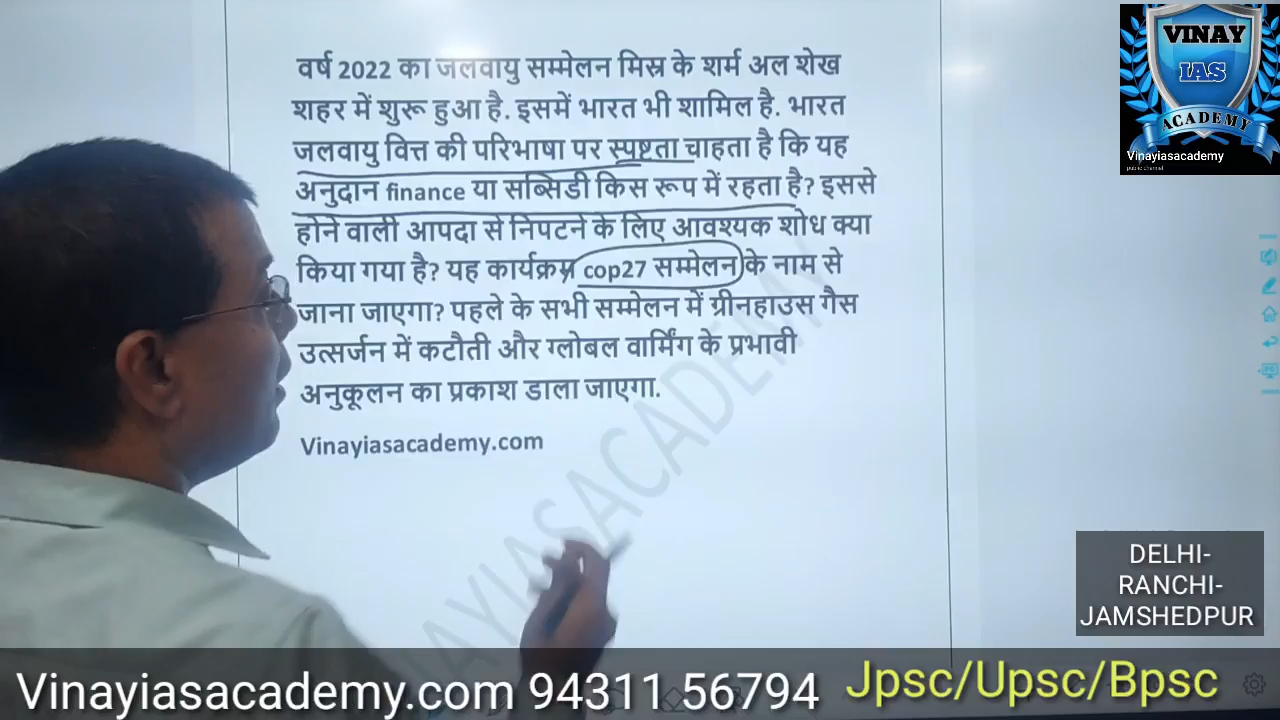 VINAY
IAS
ACADEMY
Vinayiasacademy
public channel
वर्ष 2022 का जलवायु सम्मेलन मिस्र के शर्म अल शेख
शहर में शुरू हुआ है. इसमें भारत भी शामिल है. भारत
जलवायु वित्त की परिभाषा पर स्पष्टता चाहता है कि यह
अनुदान finance या सब्सिडी किस रूप में रहता है? इससे
होने वाली आपदा से निपटने के लिए आवश्यक शोध क्या
किया गया है? यह कार्यक्रम cop27 सम्मेलन के नाम से
जाना जाएगा? पहले के सभी सम्मेलन में ग्रीनहाउस गैस
उत्सर्जन में कटौती और ग्लोबल वार्मिंग के प्रभावी
अनुकूलन का प्रकाश डाला जाएगा.
Vinayiasacademy.com
VINAYIASACADEMY
DELHI-
RANCHI-
JAMSHEDPUR
Vinayiasacademy.com 94311 56794
Jpsc/Upsc/Bpsc